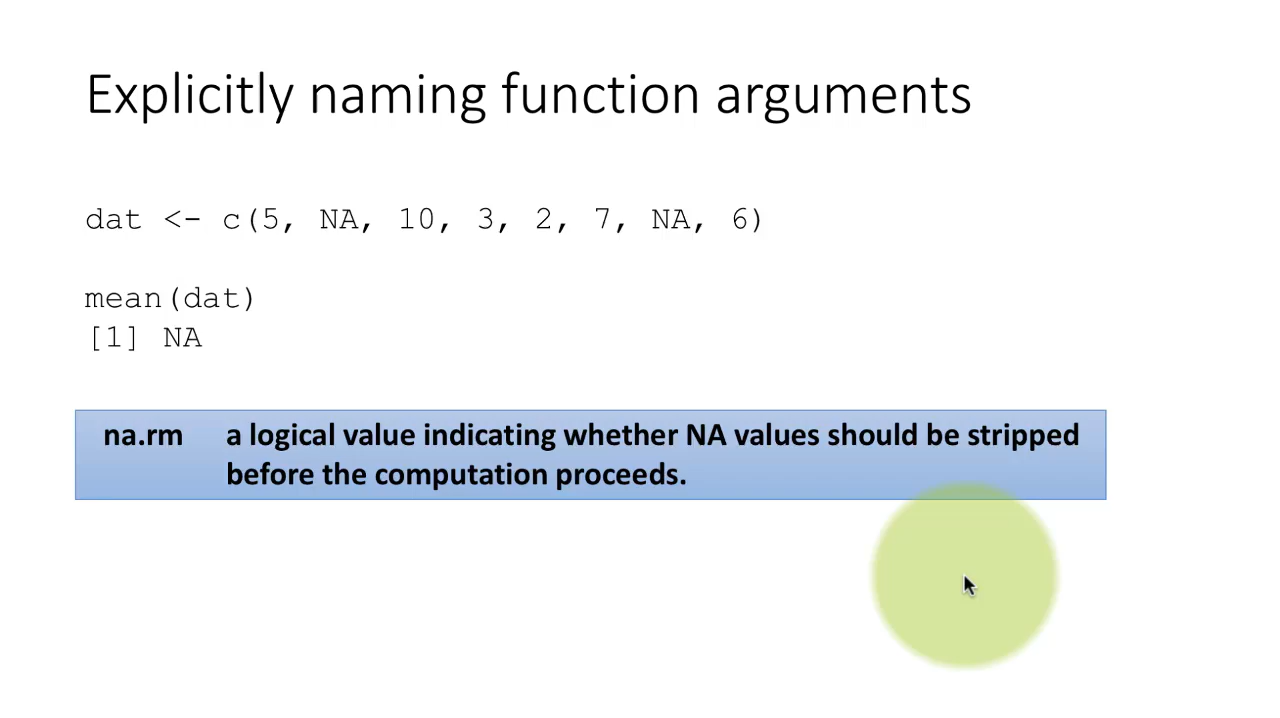 Explicitly naming function arguments
dat <- c(5, NA, 10, 3, 2, 7, NA, 6)
mean(dat)
[1] NA
na.rm a logical value indicating whether NA values should be stripped
before the computation proceeds.